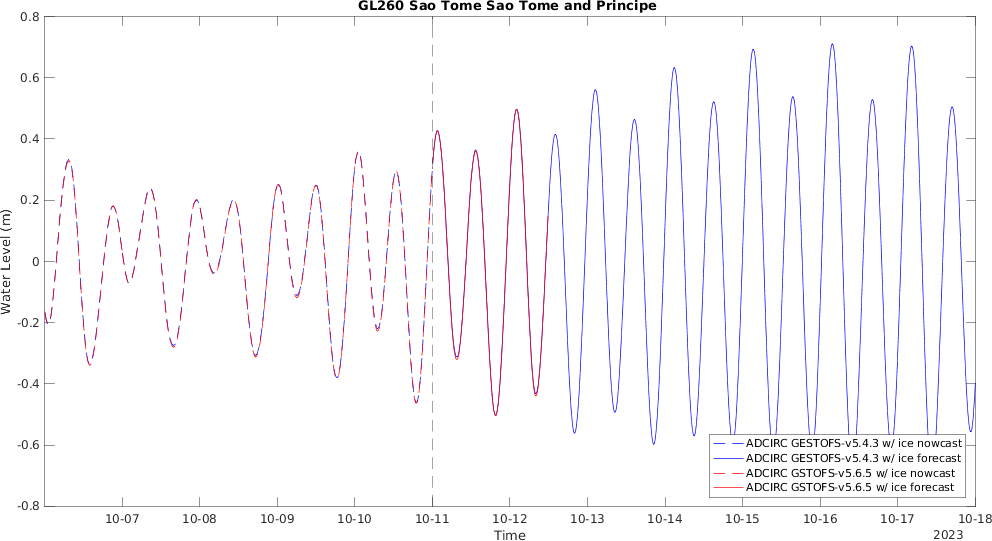 GL260 Sao Tome Sao Tome and Principe
0.8
0.6
0.4
0.2
0
-0.2
-0.4
-0.6
-0.8
Water Level (m)
ADCIRC GESTOFS-v5.4.3 w/ ice nowcast
ADCIRC GESTOFS-v5.4.3 w/ ice forecast
ADCIRC GSTOFS-v5.6.5 w/ ice nowcast
ADCIRC GSTOFS-v5.6.5 w/ ice forecast
10-07 10-08 10-09 10-10 10-11 10-12 10-13 10-14 10-15 10-16 10-17 10-18
Time
2023